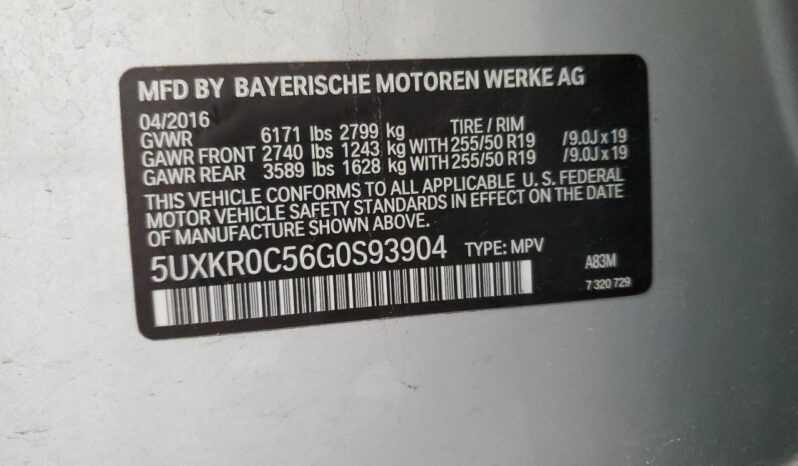 MFD BY BAYERISCHE MOTOREN WERKE AG
04/2016
GVWR 6171 lbs 2799 kg TIRE / RIM
GAWR FRONT 2740 lbs 1243 kg WITH 255/50 R19 /9.0J x 19
GAWR REAR 3589 lbs 1628 kg WITH 255/50 R19 /9.0J x 19
THIS VEHICLE CONFORMS TO ALL APPLICABLE U.S. FEDERAL
MOTOR VEHICLE SAFETY STANDARDS IN EFFECT ON THE DATE
OF MANUFACTURE SHOWN ABOVE.
5UXKR0C56G0S93904 TYPE: MPV A83M
7 320 729